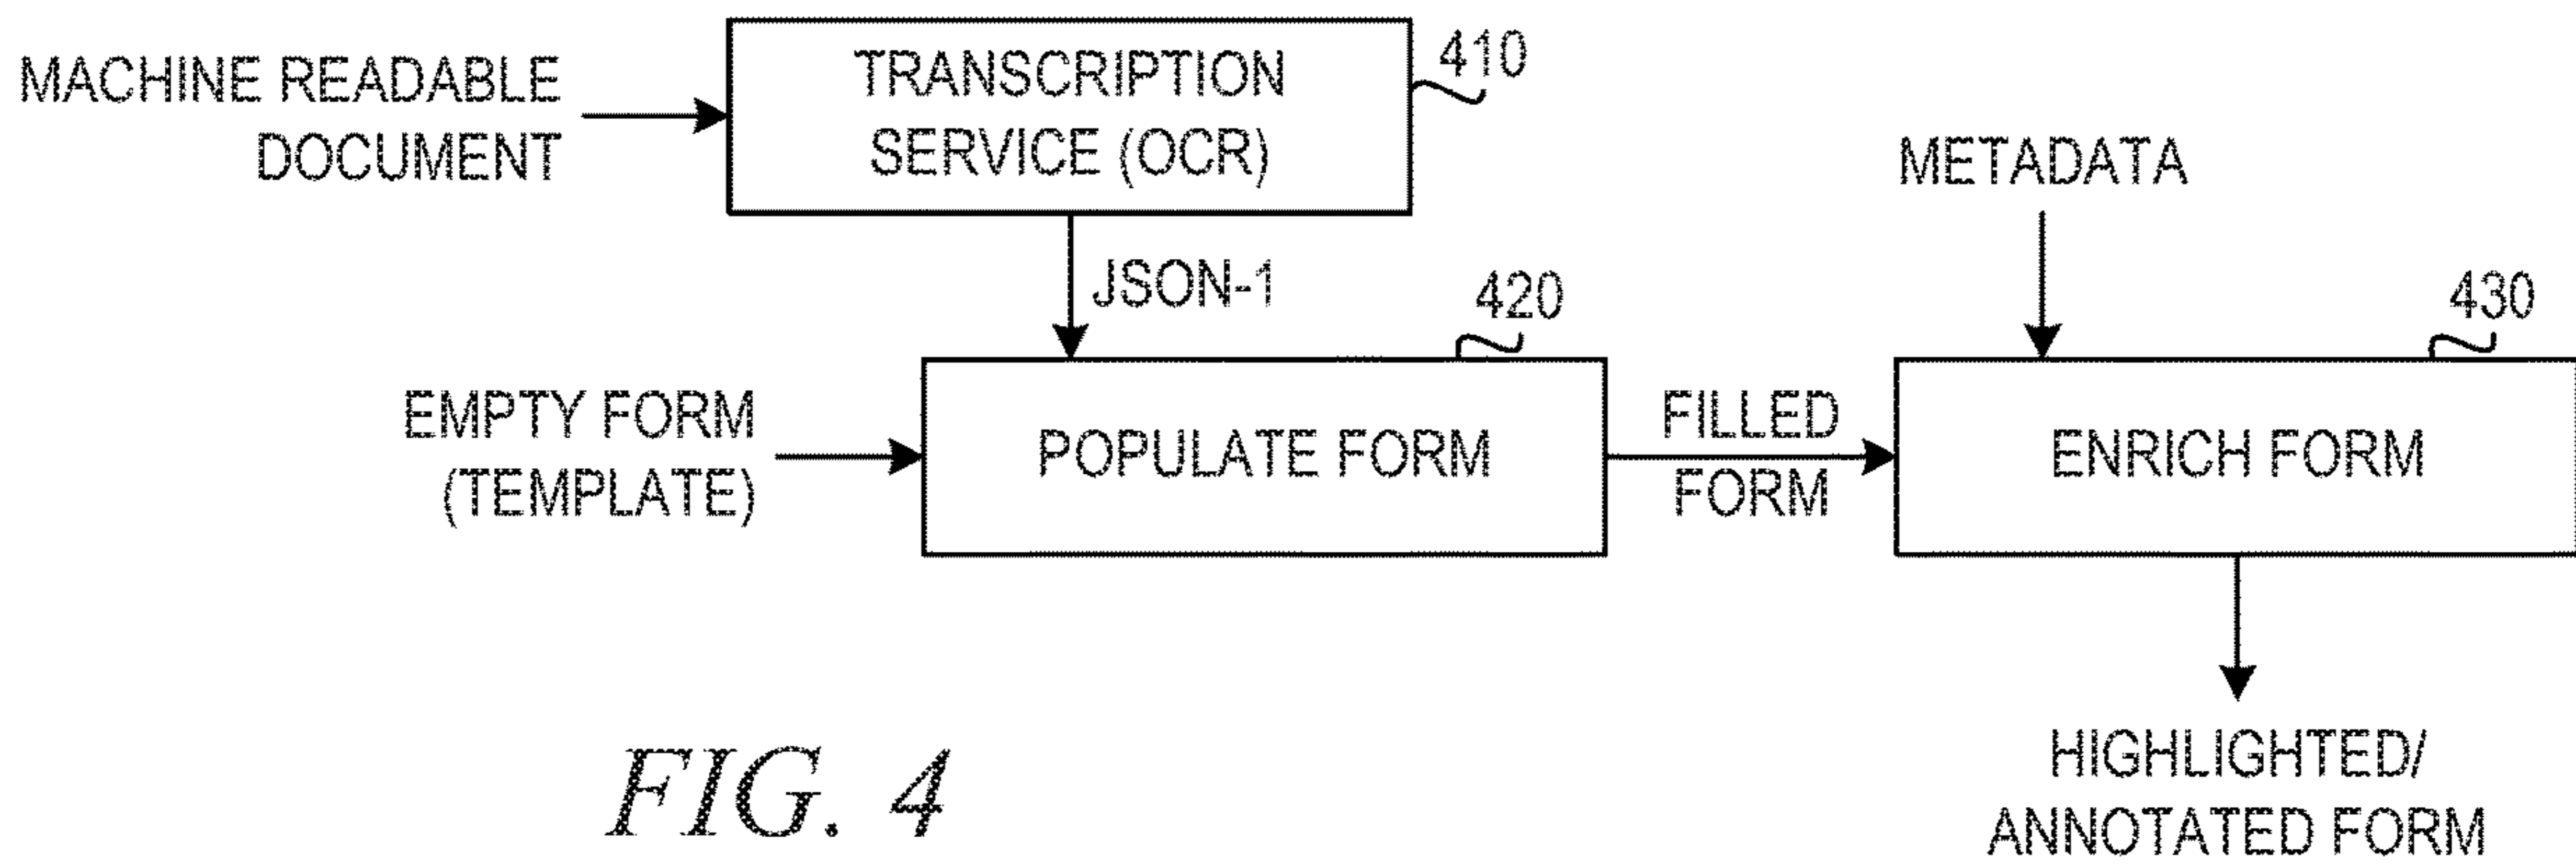 MACHINE READABLE
DOCUMENT
TRANSCRIPTION
SERVICE (OCR)
410
JSON-1
METADATA
EMPTY FORM
(TEMPLATE)
420
POPULATE FORM
FILLED
FORM
430
ENRICH FORM
HIGHLIGHTED/
ANNOTATED FORM
FIG. 4